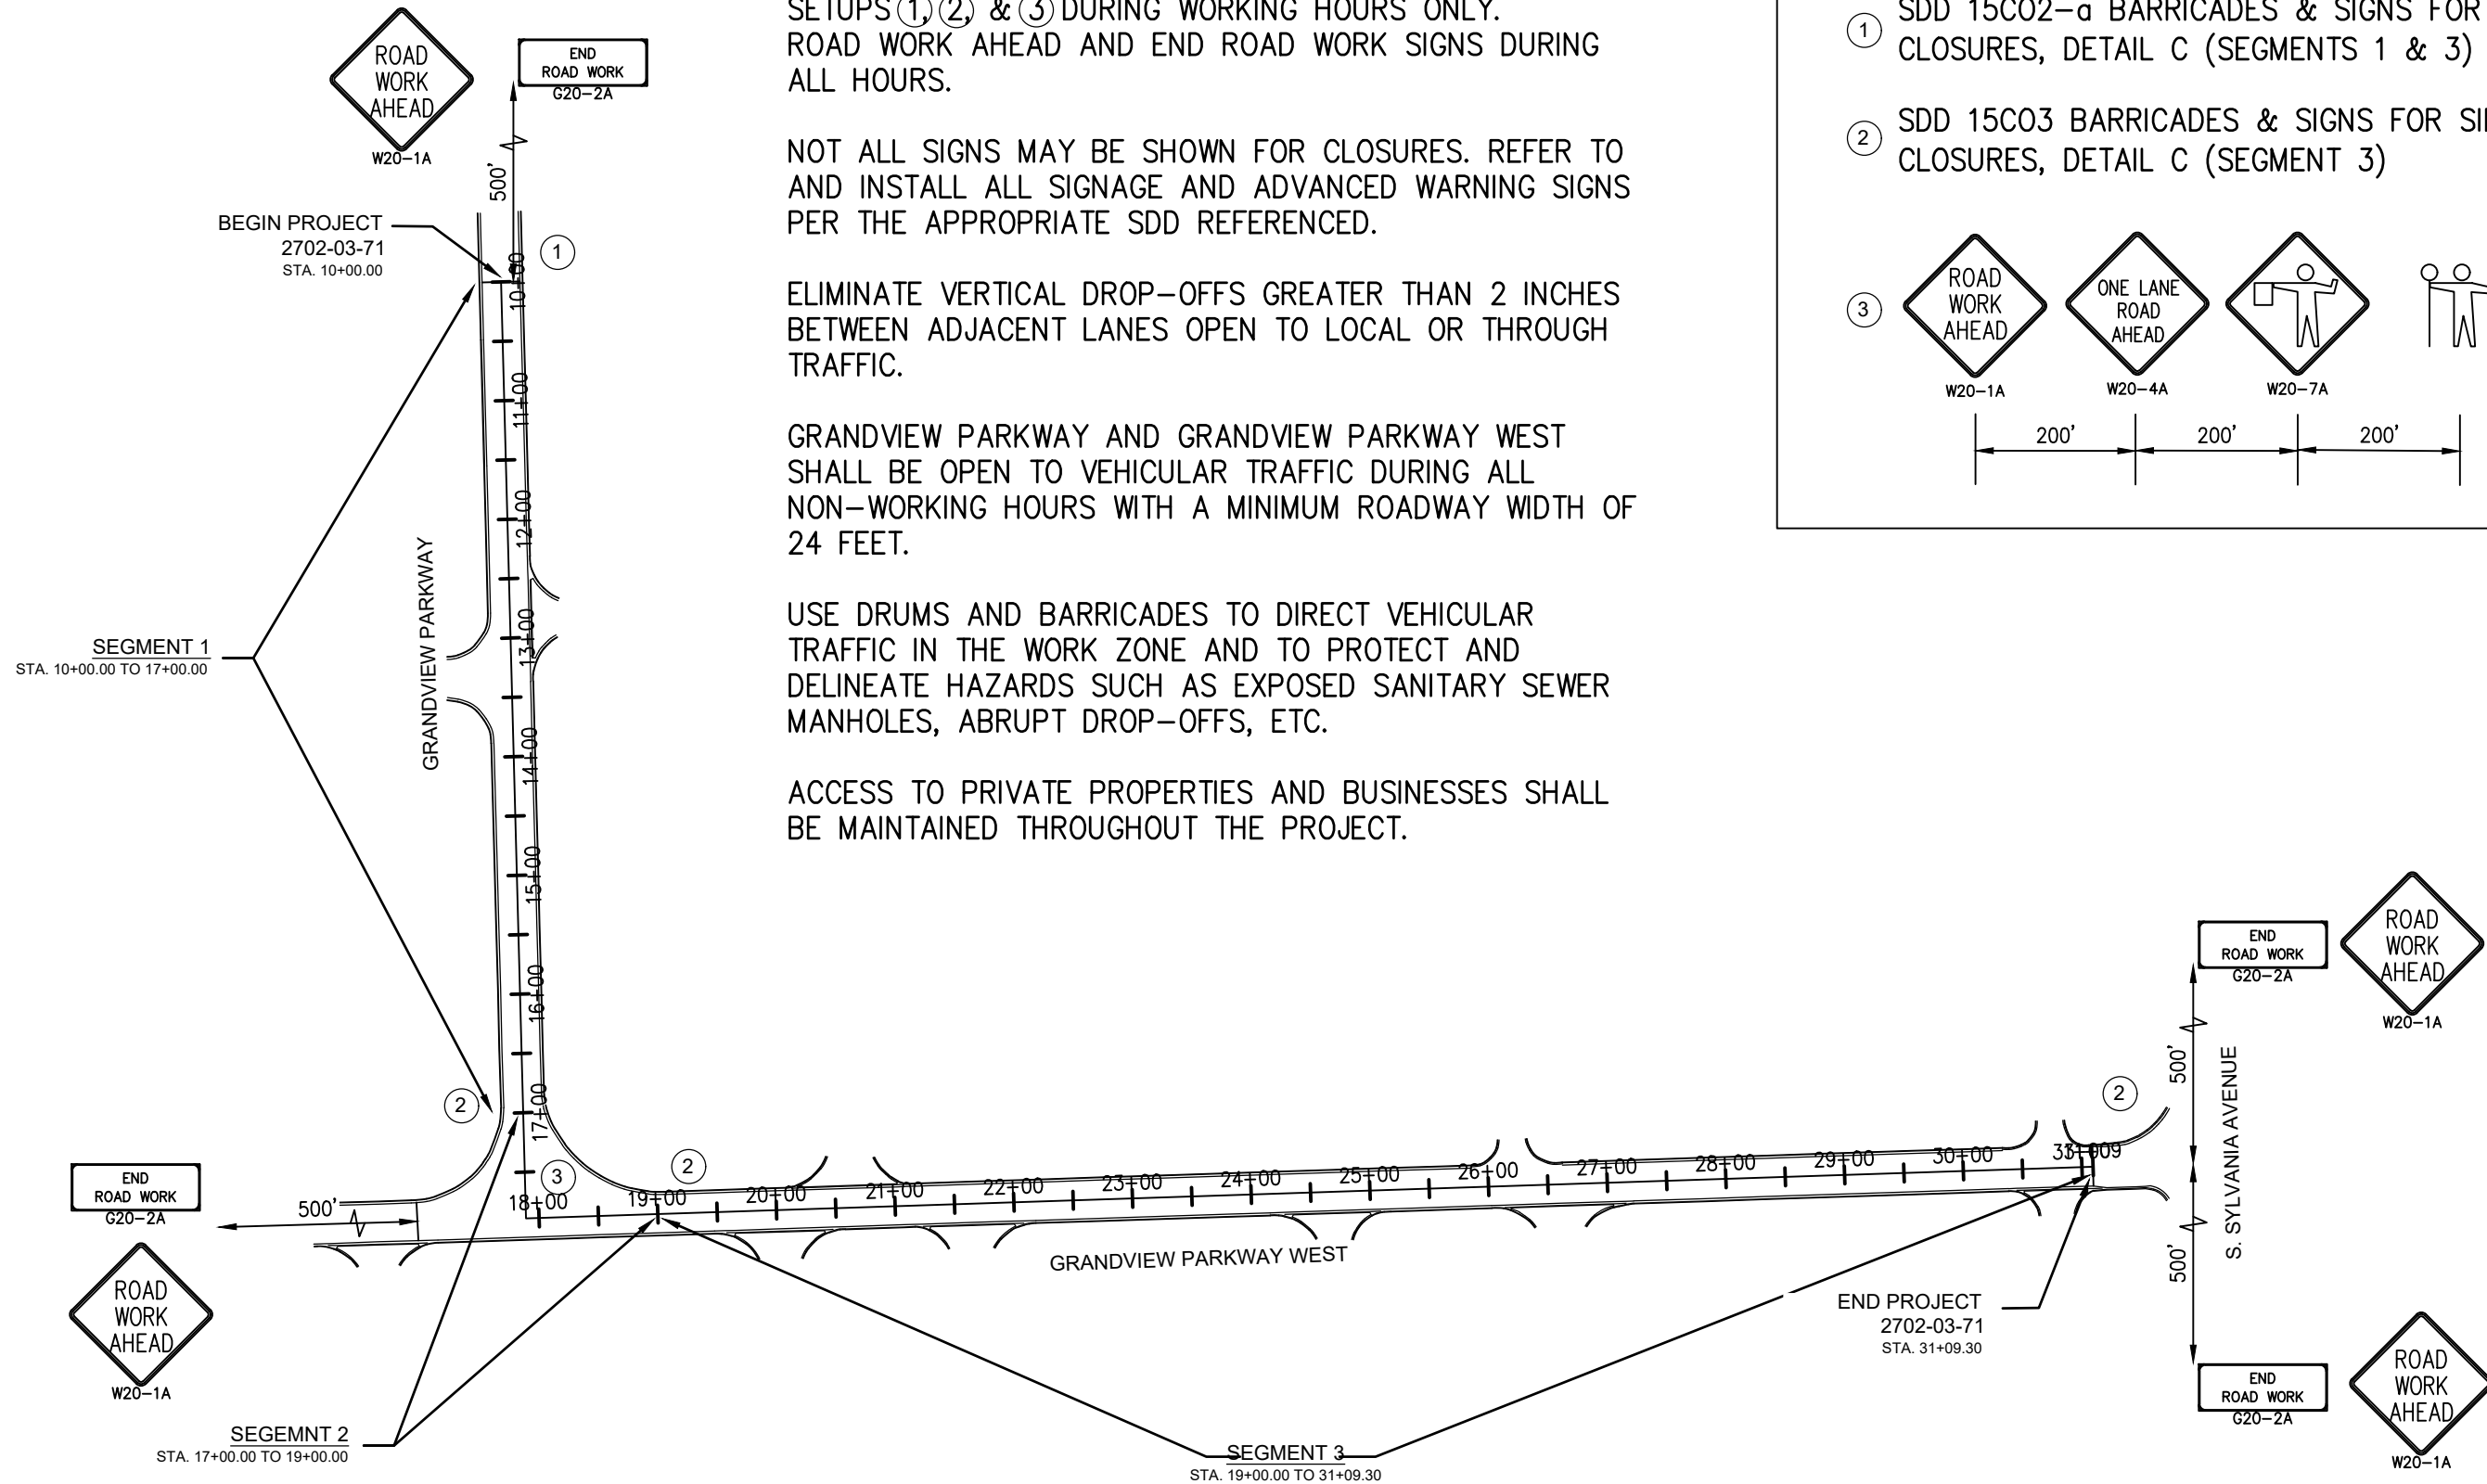 ROAD
WORK
AHEAD
W20-1A
END
ROAD WORK
G20-2A
500'
BEGIN PROJECT
2702-03-71
STA. 10+00.00
1
SETUPS 1, 2, & 3 DURING WORKING HOURS ONLY.
ROAD WORK AHEAD AND END ROAD WORK SIGNS DURING
ALL HOURS.
NOT ALL SIGNS MAY BE SHOWN FOR CLOSURES. REFER TO
AND INSTALL ALL SIGNAGE AND ADVANCED WARNING SIGNS
PER THE APPROPRIATE SDD REFERENCED.
ELIMINATE VERTICAL DROP-OFFS GREATER THAN 2 INCHES
BETWEEN ADJACENT LANES OPEN TO LOCAL OR THROUGH
TRAFFIC.
GRANDVIEW PARKWAY AND GRANDVIEW PARKWAY WEST
SHALL BE OPEN TO VEHICULAR TRAFFIC DURING ALL
NON-WORKING HOURS WITH A MINIMUM ROADWAY WIDTH OF
24 FEET.
USE DRUMS AND BARRICADES TO DIRECT VEHICULAR
TRAFFIC IN THE WORK ZONE AND TO PROTECT AND
DELINEATE HAZARDS SUCH AS EXPOSED SANITARY SEWER
MANHOLES, ABRUPT DROP-OFFS, ETC.
ACCESS TO PRIVATE PROPERTIES AND BUSINESSES SHALL
BE MAINTAINED THROUGHOUT THE PROJECT.
1
SDD 15C02-a BARRICADES & SIGNS FOR
CLOSURES, DETAIL C (SEGMENTS 1 & 3)
2
SDD 15C03 BARRICADES & SIGNS FOR
CLOSURES, DETAIL C (SEGMENT 3)
3
ROAD
WORK
AHEAD
W20-1A
ONE LANE
ROAD
AHEAD
W20-4A
W20-7A
200'
200'
200'
10+00
11+00
12+00
13+00
14+00
15+00
16+00
17+00
GRANDVIEW PARKWAY
SEGMENT 1
STA. 10+00.00 TO 17+00.00
2
3
2
18+00
19+00
20+00
21+00
22+00
23+00
24+00
25+00
26+00
27+00
28+00
29+00
30+00
GRANDVIEW PARKWAY WEST
END
ROAD WORK
G20-2A
500'
ROAD
WORK
AHEAD
W20-1A
SEGEMNT 2
STA. 17+00.00 TO 19+00.00
SEGMENT 3
STA. 19+00.00 TO 31+09.30
END PROJECT
2702-03-71
STA. 31+09.30
2
500'
500'
S. SYLVANIA AVENUE
END
ROAD WORK
G20-2A
ROAD
WORK
AHEAD
W20-1A
END
ROAD WORK
G20-2A
ROAD
WORK
AHEAD
W20-1A